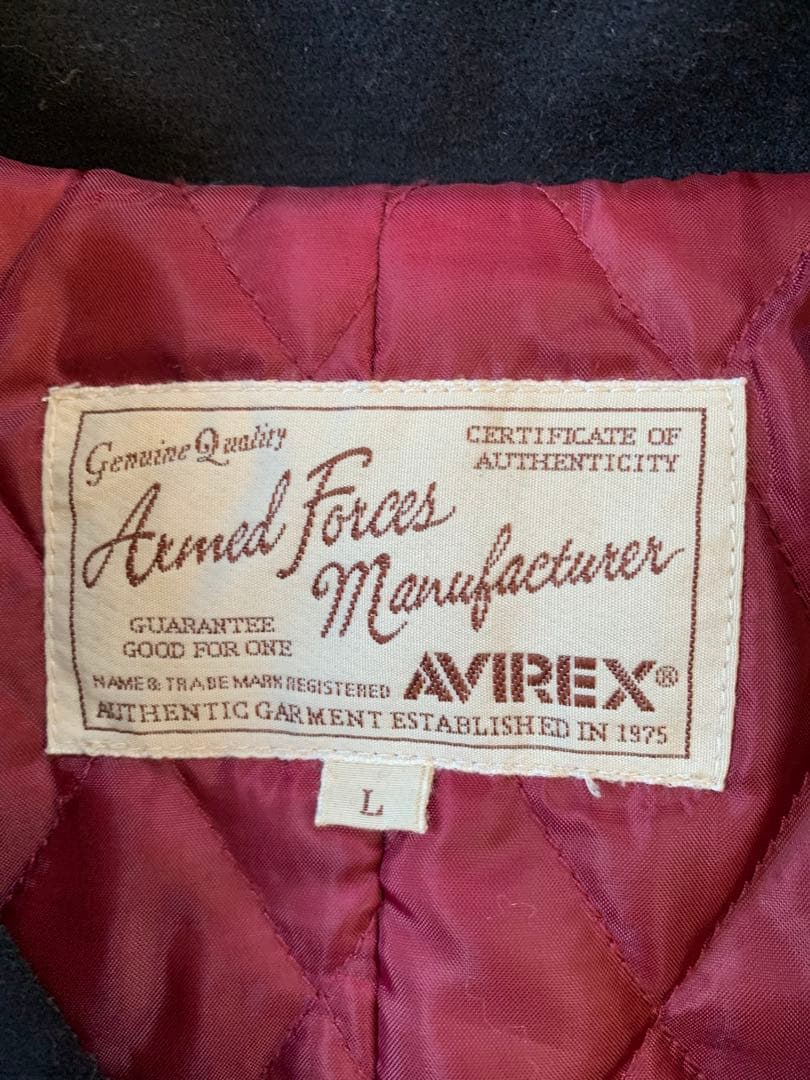 Genuine Quality
CERTIFICATE OF
AUTHENTICITY
Armed Forces
Manufacturer
GUARANTEE
GOOD FOR ONE
NAME & TRADE MARK REGISTERED
AVIREX®
AUTHENTIC GARMENT ESTABLISHED IN 1975
L